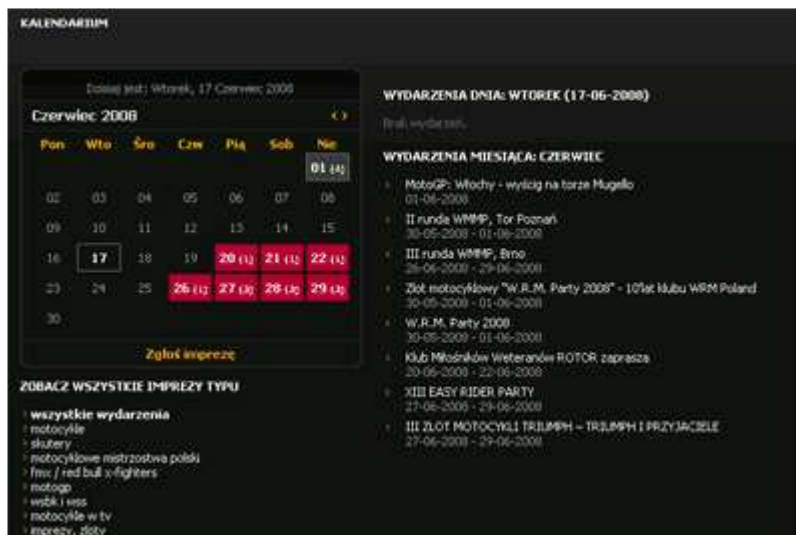 KALENDARIUM
Dzisiaj jest: Wtorek, 17 Czerwiec 2008
Czerwiec 2008
< >
Pon Wto Śro Czw Pią Sob Nie
01 (4)
02 03 04 05 06 07 08
09 10 11 12 13 14 15
16 17 18 19 20 (1) 21 (1) 22 (1)
23 24 25 26 (1) 27 (3) 28 (3) 29 (3)
30
Zgłoś imprezę
ZOBACZ WSZYSTKIE IMPREZY TYPU
wszystkie wydarzenia
motocykle
skutery
motocyklowe mistrzostwa polski
fmx / red bull x-fighters
motogp
wsbk i wss
motocykle w tv
imprezy, zloty
WYDARZENIA DNIA: WTOREK (17-06-2008)
Brak wydarzeń.
WYDARZENIA MIESIĄCA: CZERWIEC
MotoGP: Włochy - wyścig na torze Mugello
01-06-2008
II runda WMMP, Tor Poznań
30-05-2008 - 01-06-2008
III runda WMMP, Brno
26-06-2008 - 29-06-2008
Zlot motocyklowy "W.R.M. Party 2008" - 10'lat klubu WRM Poland
30-05-2008 - 01-06-2008
W.R.M. Party 2008
30-05-2008 - 01-06-2008
Klub Miłośników Weteranów ROTOR zaprasza
20-06-2008 - 22-06-2008
XIII EASY RIDER PARTY
27-06-2008 - 29-06-2008
III ZLOT MOTOCYKLI TRIUMPH – TRIUMPH I PRZYJACIELE
27-06-2008 - 29-06-2008